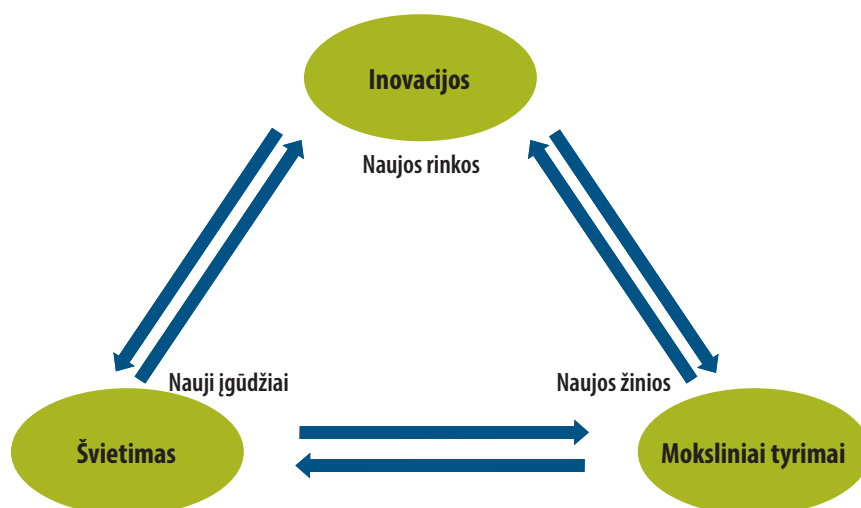 Inovacijos
Naujos rinkos
Nauji įgūdžiai
Naujos žinios
Švietimas
Moksliniai tyrimai